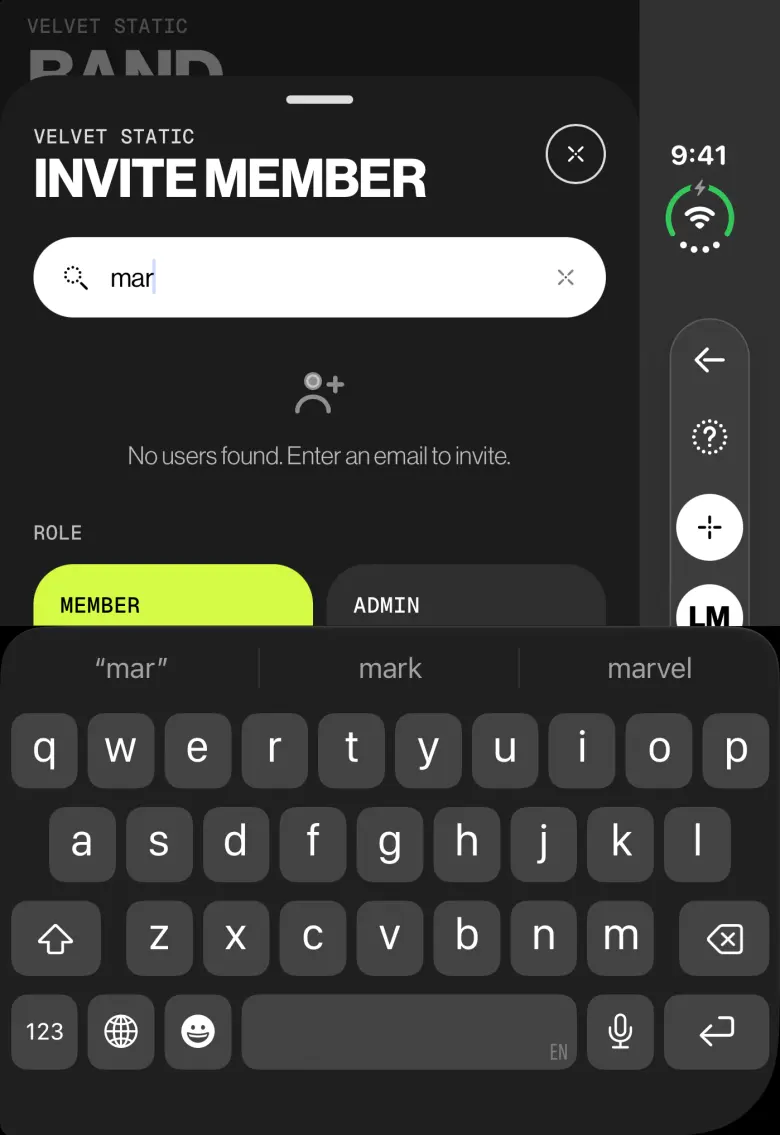 VELVET STATIC
BAND
VELVET STATIC
INVITE MEMBER
9:41
mar
No users found. Enter an email to invite.
ROLE
MEMBER
ADMIN
LM
“mar”
mark
marvel
q w e r t y u i o p
a s d f g h j k l
z x c v b n m
123
EN